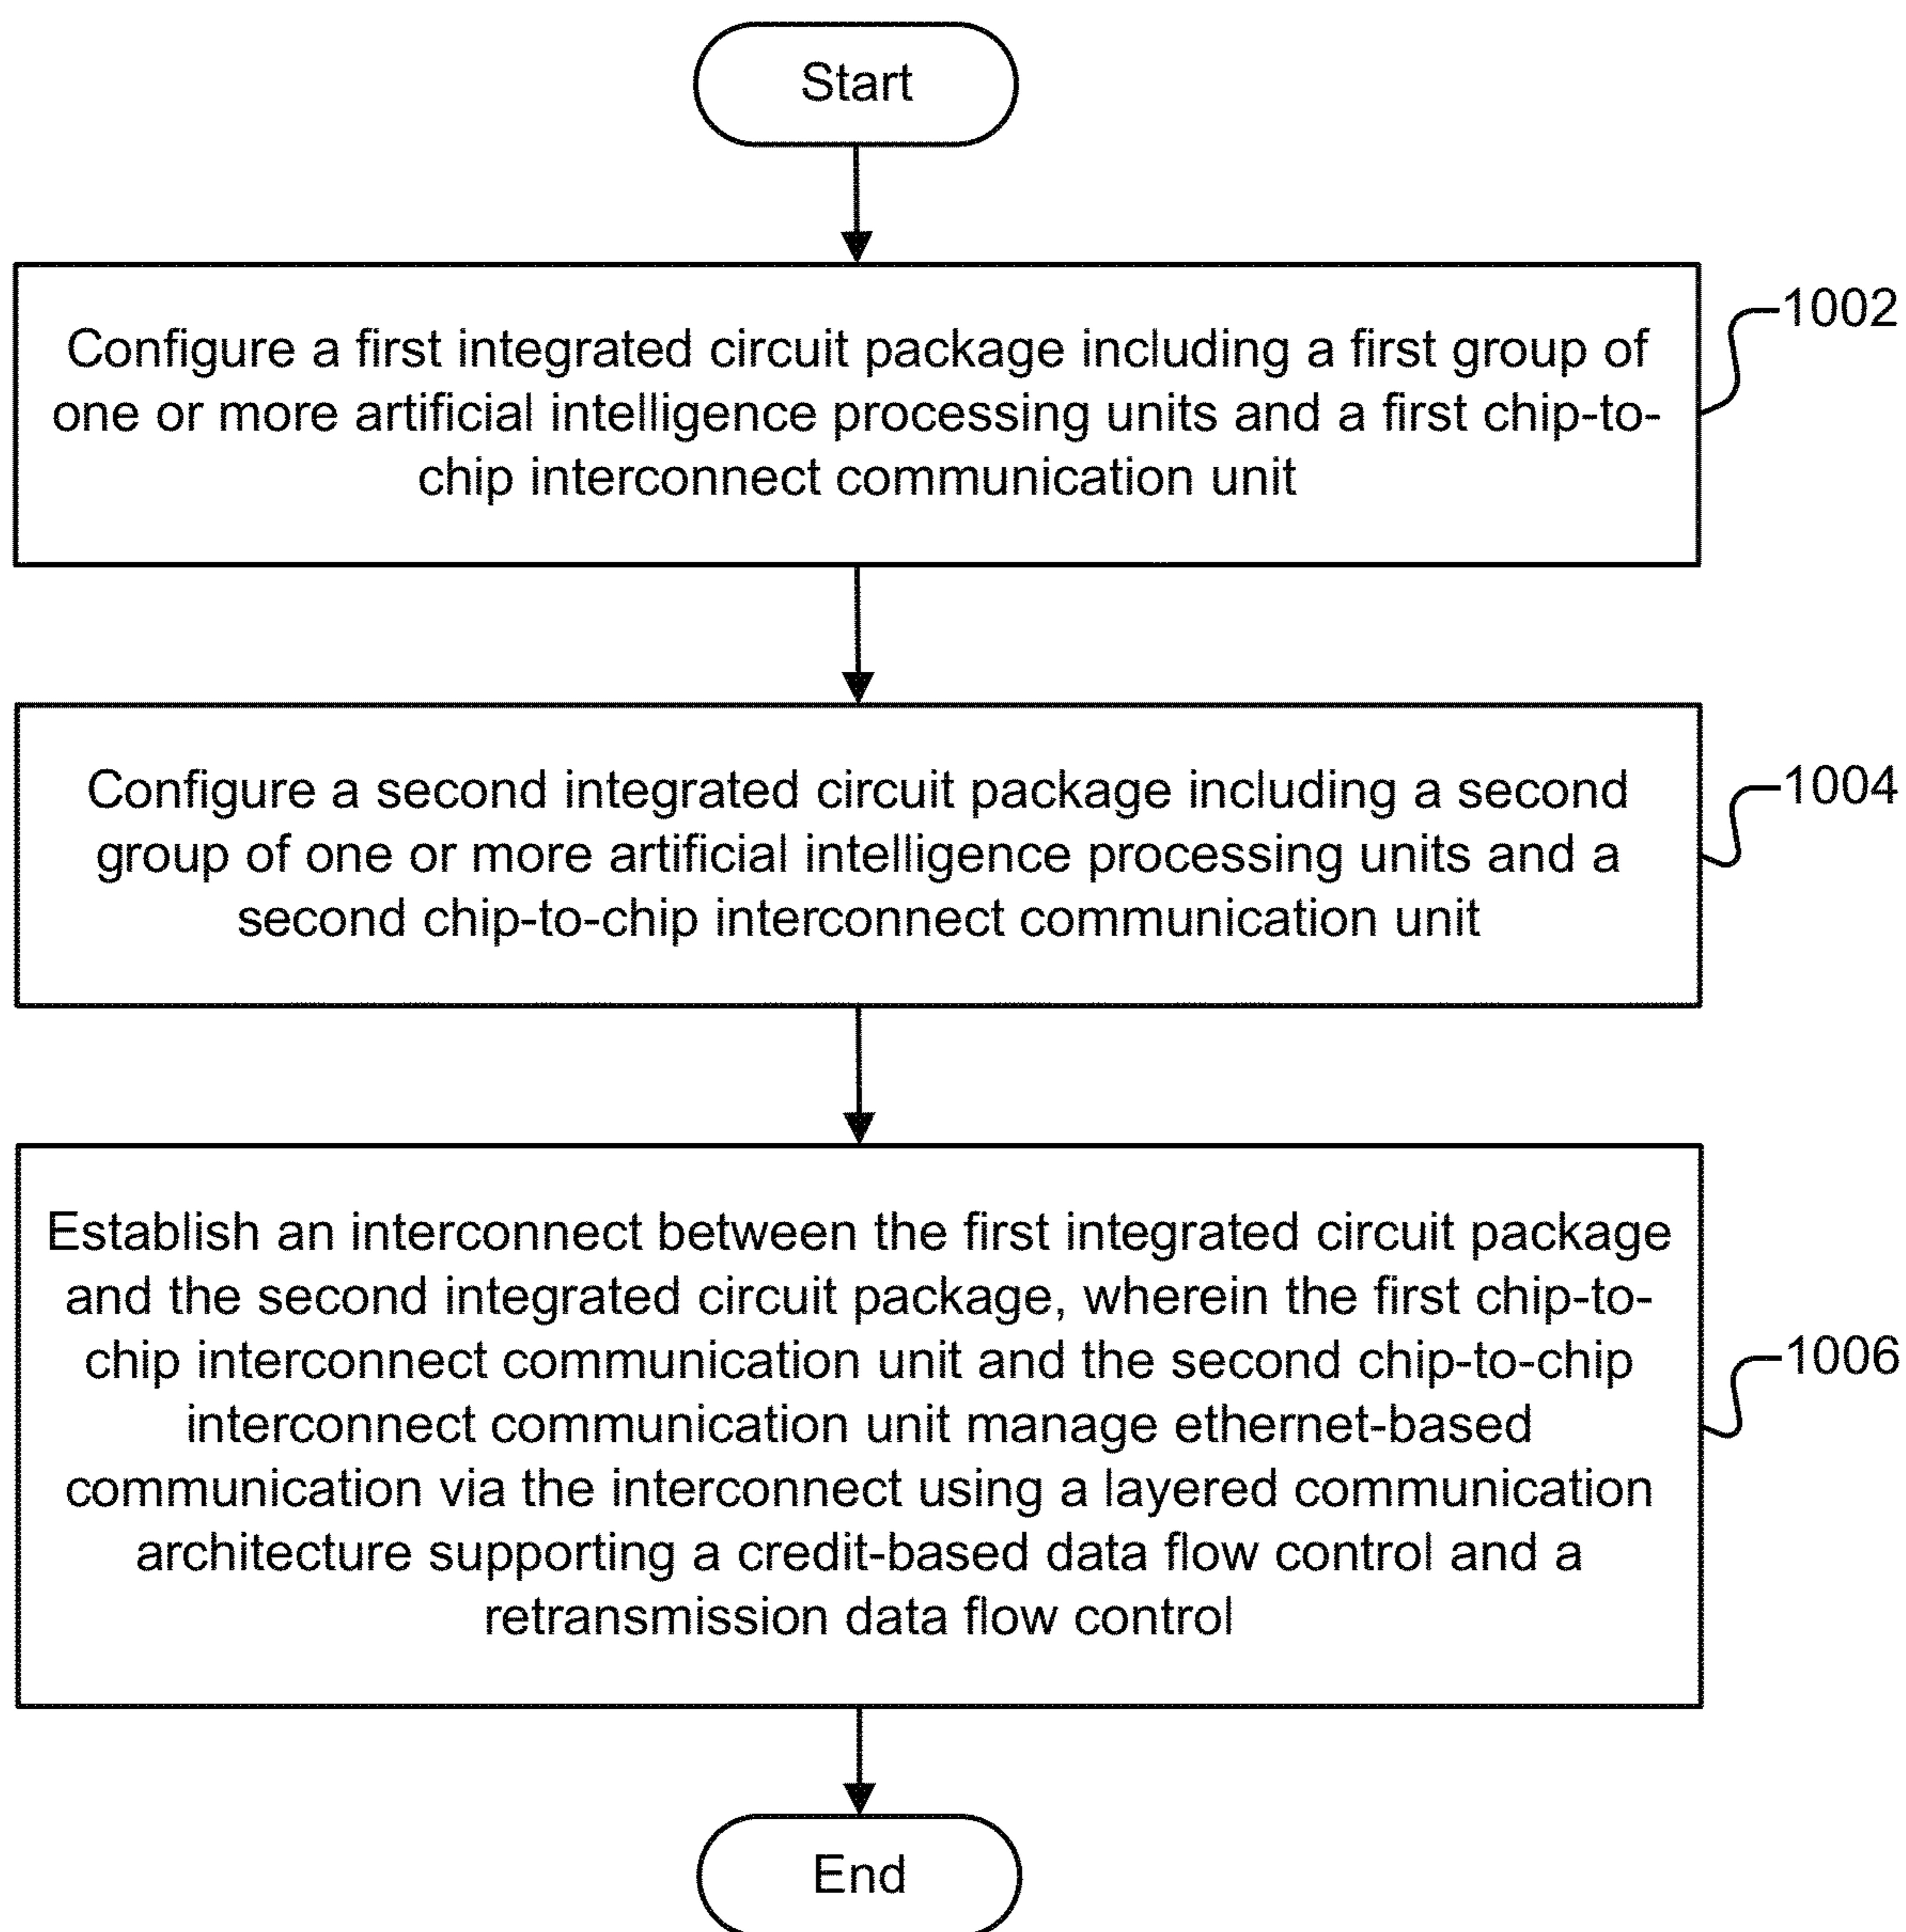 Start
Configure a first integrated circuit package including a first group of
one or more artificial intelligence processing units and a first chip-to-
chip interconnect communication unit
1002
Configure a second integrated circuit package including a second
group of one or more artificial intelligence processing units and a
second chip-to-chip interconnect communication unit
1004
Establish an interconnect between the first integrated circuit package
and the second integrated circuit package, wherein the first chip-to-
chip interconnect communication unit and the second chip-to-chip
interconnect communication unit manage ethernet-based
communication via the interconnect using a layered communication
architecture supporting a credit-based data flow control and a
retransmission data flow control
1006
End